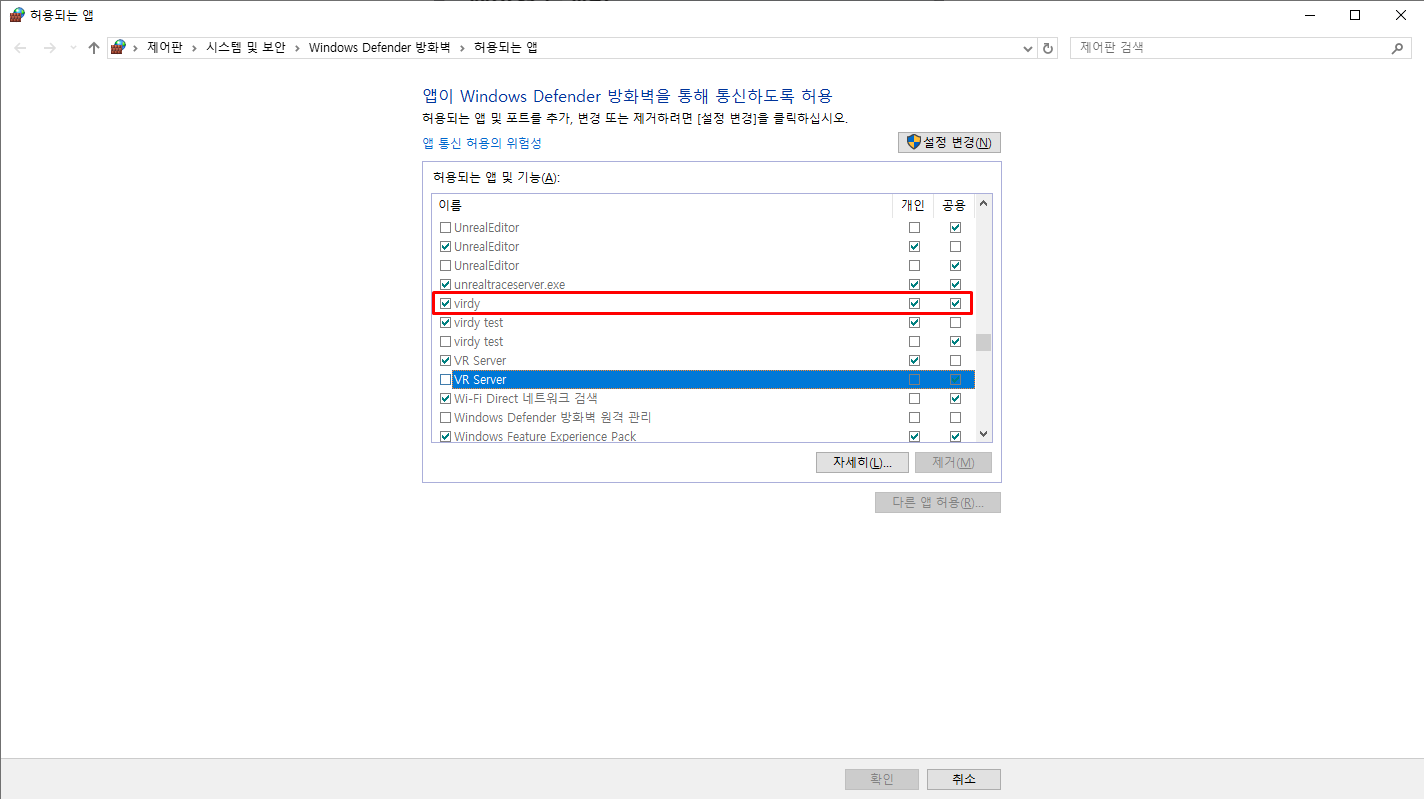 허용되는 앱
제어판 › 시스템 및 보안 › Windows Defender 방화벽 › 허용되는 앱
제어판 검색
앱이 Windows Defender 방화벽을 통해 통신하도록 허용
허용되는 앱 및 포트를 추가, 변경 또는 제거하려면 [설정 변경]을 클릭하십시오.
앱 통신 허용의 위험성
설정 변경(N)
허용되는 앱 및 기능(A):
이름 개인 공용
UnrealEditor
UnrealEditor
UnrealEditor
unrealtraceserver.exe
virdy
virdy test
virdy test
VR Server
VR Server
Wi-Fi Direct 네트워크 검색
Windows Defender 방화벽 원격 관리
Windows Feature Experience Pack
자세히(L)... 제거(M)
다른 앱 허용(R)...
확인 취소